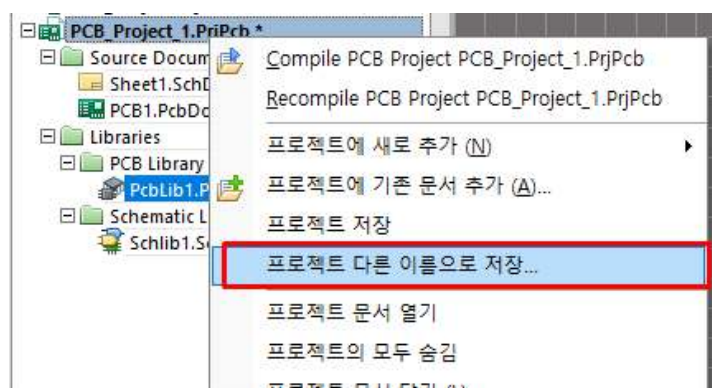 PCB_Project_1.PrjPcb *
Source Docum
Sheet1.SchD
PCB1.PcbDo
Libraries
PCB Library
PcbLib1.P
Schematic L
Schlib1.Sc
Compile PCB Project PCB_Project_1.PrjPcb
Recompile PCB Project PCB_Project_1.PrjPcb
프로젝트에 새로 추가 (N)
프로젝트에 기존 문서 추가 (A)...
프로젝트 저장
프로젝트 다른 이름으로 저장...
프로젝트 문서 열기
프로젝트의 모두 숨김